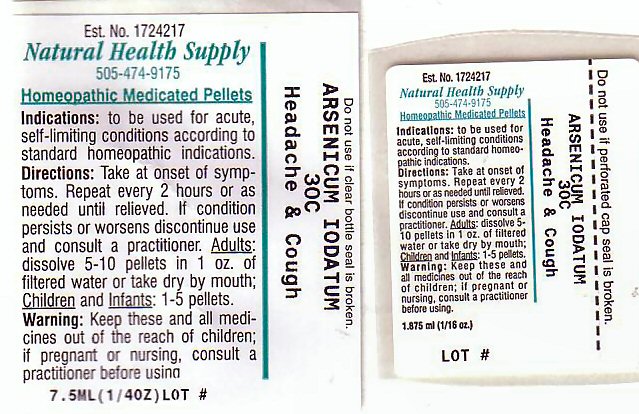 Est. No. 1724217
Natural Health Supply
505-474-9175
Homeopathic Medicated Pellets
Indications: to be used for acute,
self-limiting conditions according to
standard homeopathic indications.
Directions: Take at onset of symp-
toms. Repeat every 2 hours or as
needed until relieved. If condition
persists or worsens discontinue use
and consult a practitioner. Adults:
dissolve 5-10 pellets in 1 oz. of
filtered water or take dry by mouth;
Children and Infants: 1-5 pellets.
Warning: Keep these and all medi-
cines out of the reach of children;
if pregnant or nursing, consult a
practitioner before using
7.5ML(1/4OZ)LOT #
Do not use if clear bottle seal is broken.
ARSENICUM IODATUM
30C
Headache & Cough
Est. No. 1724217
Natural Health Supply
505-474-9175
Homeopathic Medicated Pellets
Indications: to be used for
acute, self-limiting conditions
according to standard homeo-
pathic indications.
Directions: Take at onset of
symptoms. Repeat every 2
hours or as needed until relieved.
If condition persists or worsens
discontinue use and consult a
practitioner. Adults: dissolve 5-
10 pellets in 1 oz. of filtered
water or take dry by mouth;
Children and Infants: 1-5 pellets.
Warning: Keep these and
all medicines out of the reach
of children; if pregnant or
nursing, consult a practitioner
before using.
1.875 ml (1/16 oz.)
LOT #
Do not use if perforated cap seal is broken.
ARSENICUM IODATUM
30C
Headache & Cough